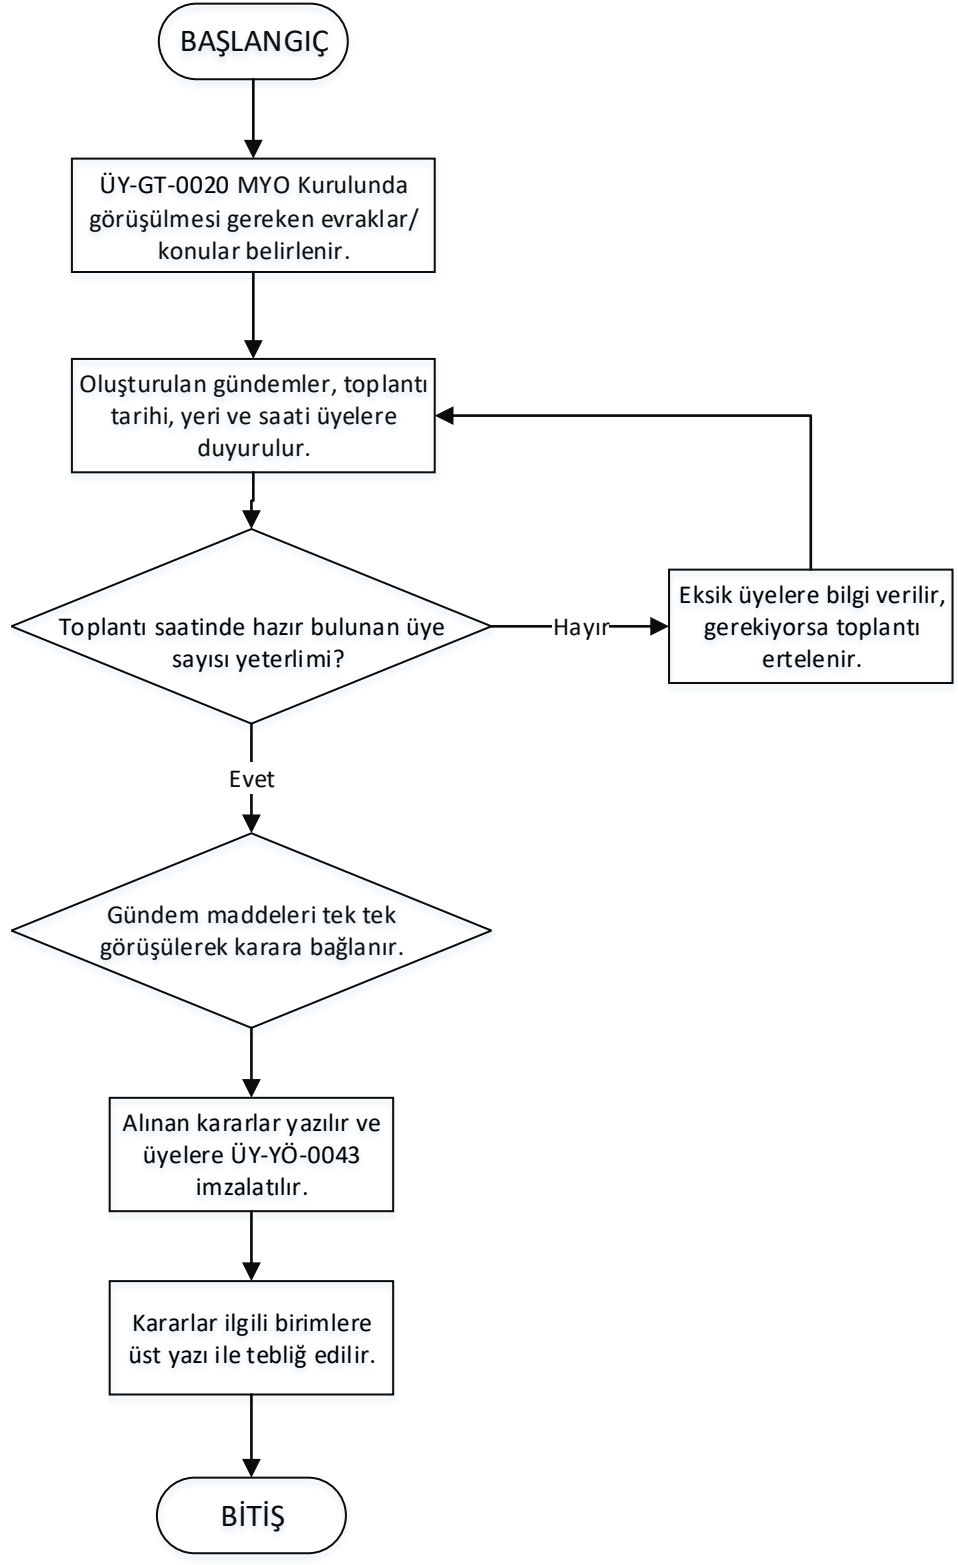 BAŞLANGIÇ
ÜY-GT-0020 MYO Kurulunda
görüşülmesi gereken evraklar/
konular belirlenir.
Oluşturulan gündemler, toplantı
tarihi, yeri ve saati üyelere
duyurulur.
Toplantı saatinde hazır bulunan üye
sayısı yeterlimi?
Hayır
Eksik üyelere bilgi verilir,
gerekiyorsa toplantı
ertelenir.
Evet
Gündem maddeleri tek tek
görüşülerek karara bağlanır.
Alınan kararlar yazılır ve
üyelere ÜY-YÖ-0043
imzalatılır.
Kararlar ilgili birimlere
üst yazı ile tebliğ edilir.
BİTİŞ